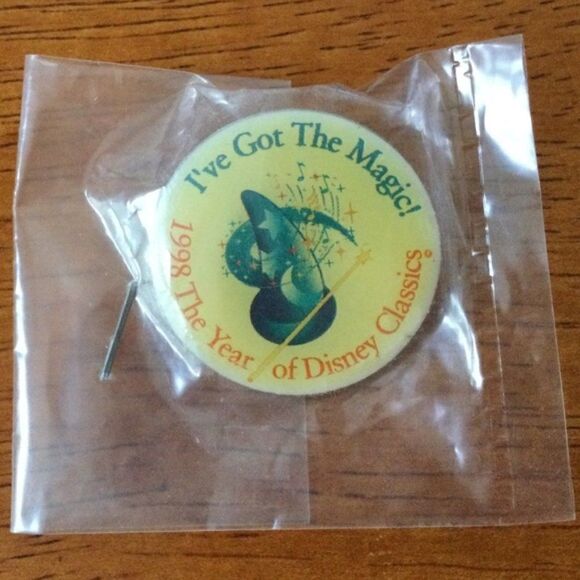 I've Got The Magic!
1998 The Year of Disney Classics
©